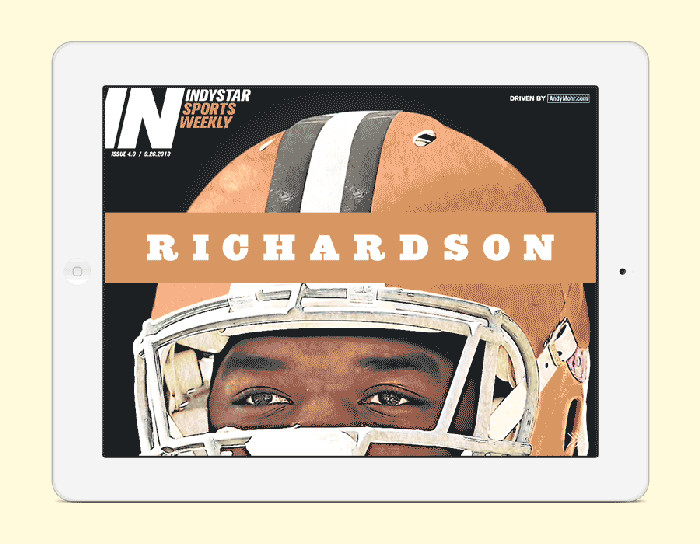 IN
INDYSTAR
SPORTS
WEEKLY
DRIVEN BY AndyMohr.com
RICHARDSON